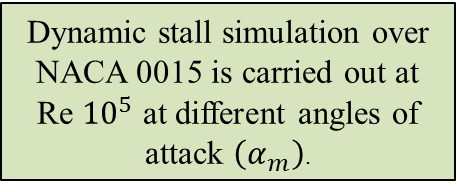 Dynamic stall simulation over
NACA 0015 is carried out at
Re 10⁵ at different angles of
attack (αₘ).